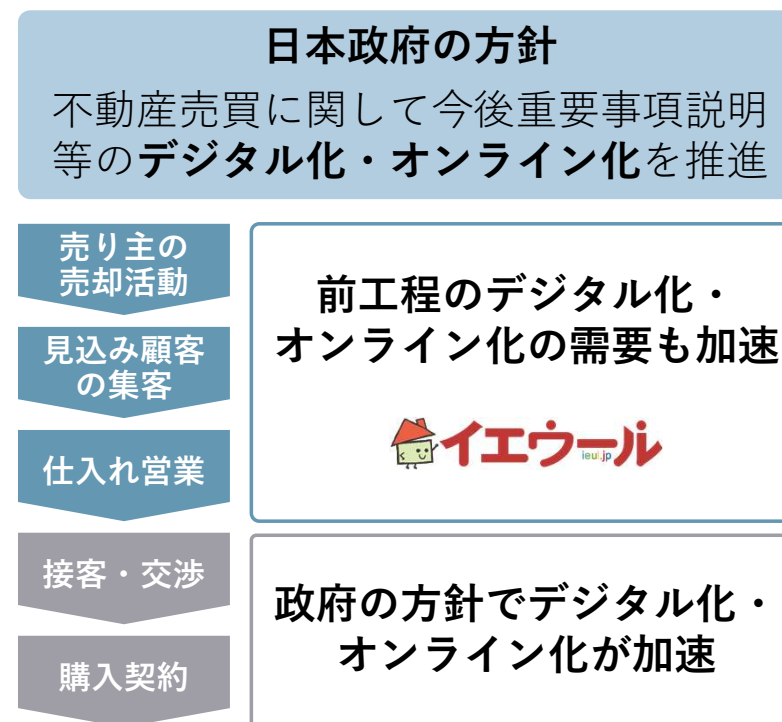 日本政府の方針
不動産売買に関して今後重要事項説明
等のデジタル化・オンライン化を推進
売り主の
売却活動
前工程のデジタル化・
オンライン化の需要も加速
見込み顧客
の集客
イエウール
ieul.jp
仕入れ営業
接客・交渉
政府の方針でデジタル化・
オンライン化が加速
購入契約